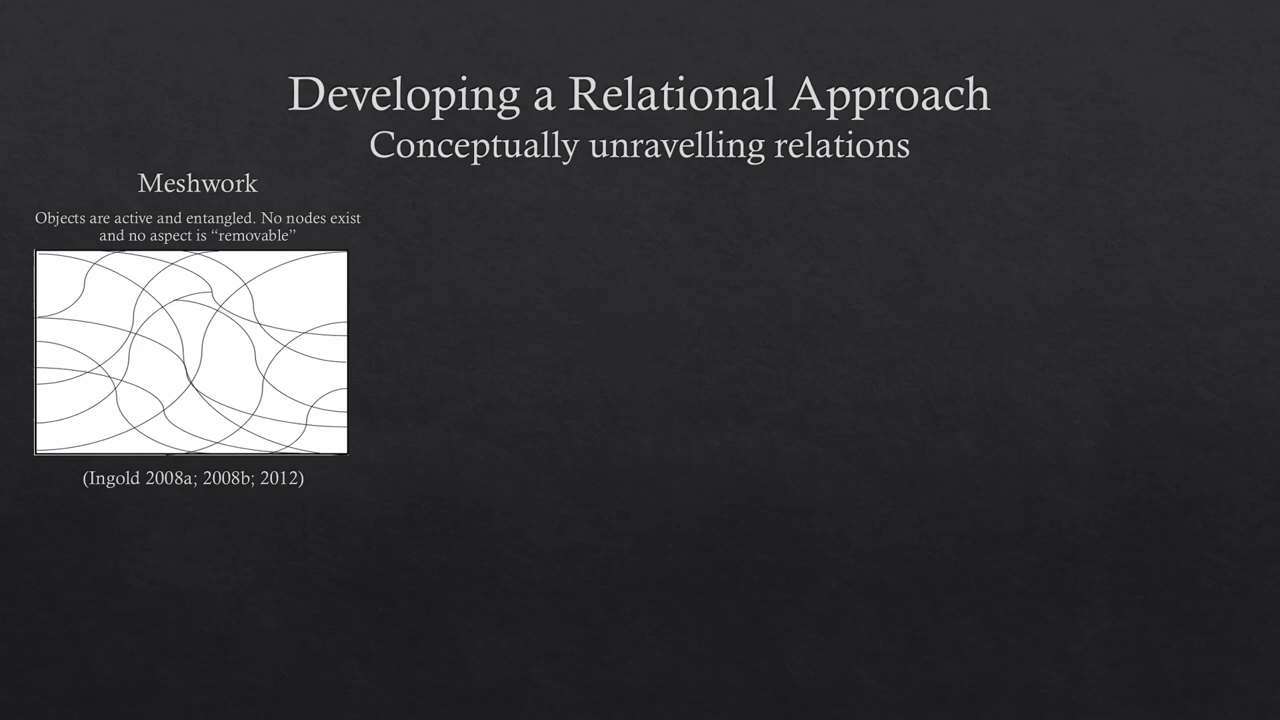 Developing a Relational Approach
Conceptually unravelling relations
Meshwork
Objects are active and entangled. No nodes exist
and no aspect is “removable”
(Ingold 2008a; 2008b; 2012)